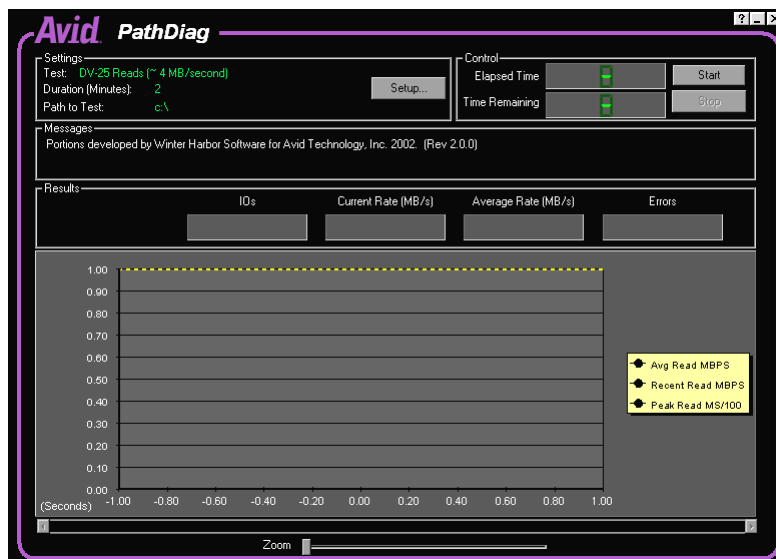 Avid PathDiag
? _ X
Settings
Test: DV-25 Reads (~ 4 MB/second)
Duration (Minutes): 2
Path to Test: c:\
Setup...
Control
Elapsed Time
Start
Time Remaining
Stop
Messages
Portions developed by Winter Harbor Software for Avid Technology, Inc. 2002. (Rev 2.0.0)
Results
IOs Current Rate (MB/s) Average Rate (MB/s) Errors
1.00
0.90
0.80
0.70
0.60
0.50
0.40
0.30
0.20
0.10
0.00
(Seconds)
-1.00 -0.80 -0.60 -0.40 -0.20 0.00 0.20 0.40 0.60 0.80 1.00
Avg Read MBPS
Recent Read MBPS
Peak Read MS/100
Zoom